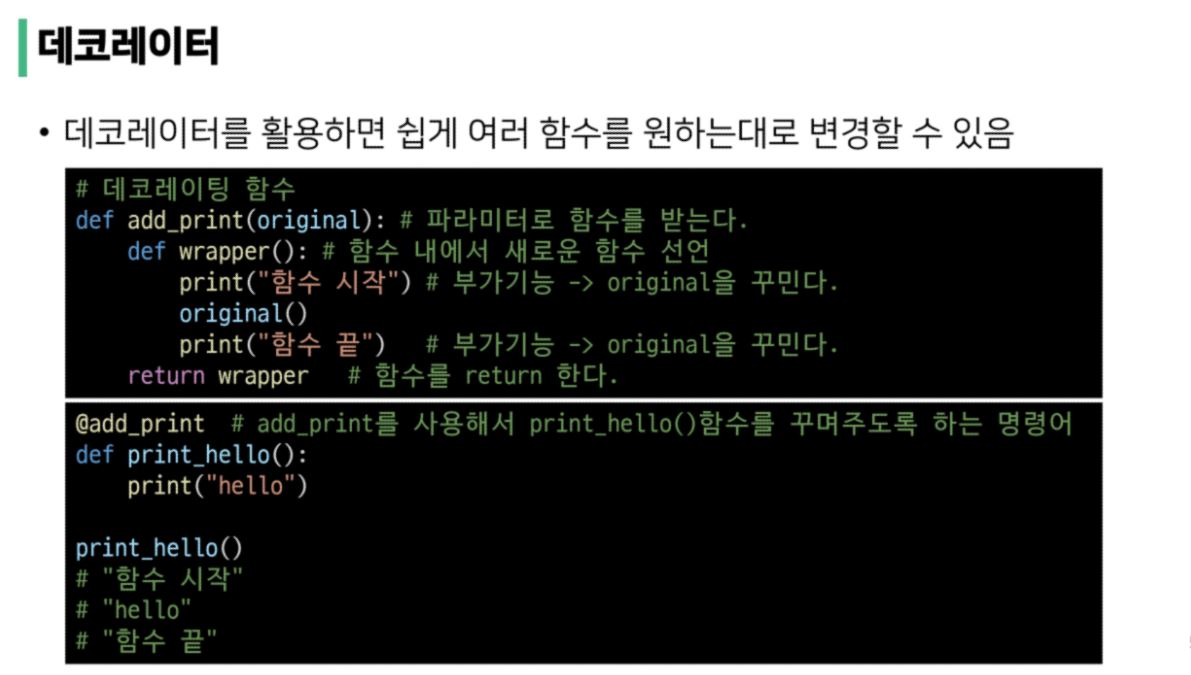 데코레이터
• 데코레이터를 활용하면 쉽게 여러 함수를 원하는대로 변경할 수 있음
# 데코레이팅 함수
def add_print(original): # 파라미터로 함수를 받는다.
    def wrapper(): # 함수 내에서 새로운 함수 선언
        print("함수 시작") # 부가기능 -> original을 꾸민다.
        original()
        print("함수 끝")   # 부가기능 -> original을 꾸민다.
    return wrapper   # 함수를 return 한다.
@add_print  # add_print를 사용해서 print_hello()함수를 꾸며주도록 하는 명령어
def print_hello():
    print("hello")
print_hello()
# "함수 시작"
# "hello"
# "함수 끝"